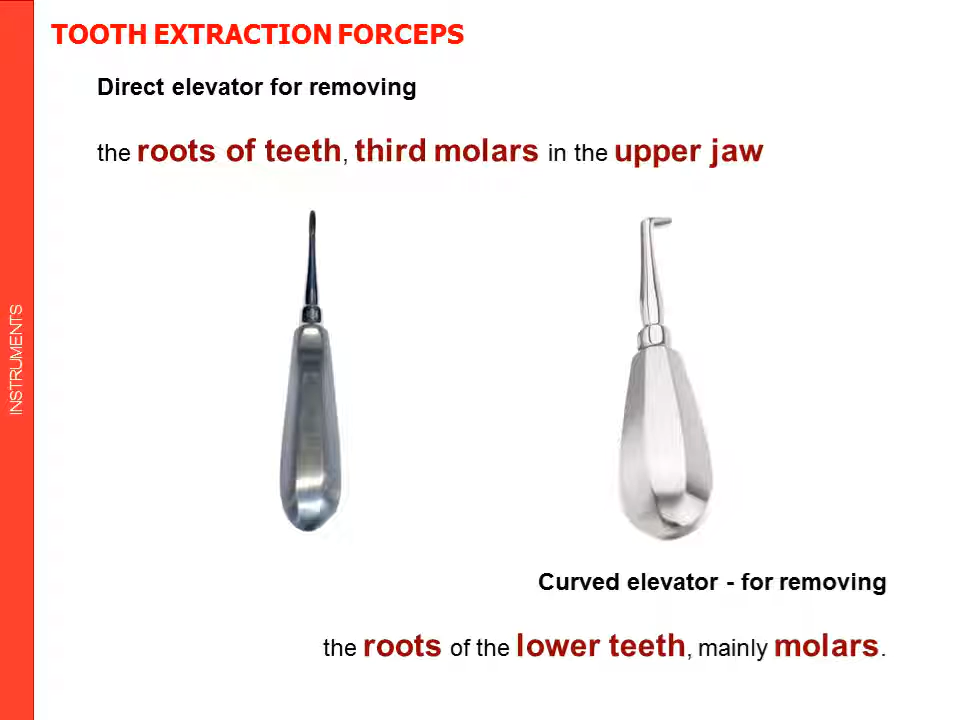 TOOTH EXTRACTION FORCEPS
Direct elevator for removing
the roots of teeth, third molars in the upper jaw
INSTRUMENTS
Curved elevator - for removing
the roots of the lower teeth, mainly molars.